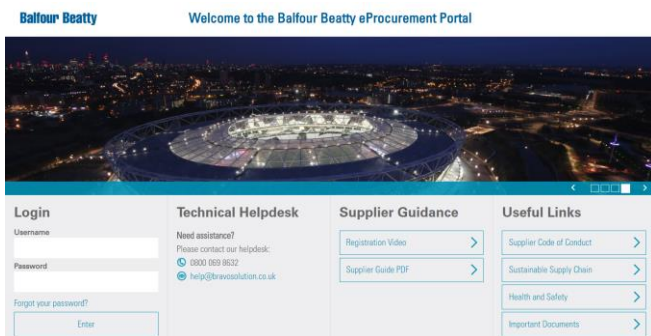 Balfour Beatty
Welcome to the Balfour Beatty eProcurement Portal
Login
Username
Password
Forgot your password?
Enter
Technical Helpdesk
Need assistance?
Please contact our helpdesk:
0800 069 8632
help@bravosolution.co.uk
Supplier Guidance
Registration Video
Supplier Guide PDF
Useful Links
Supplier Code of Conduct
Sustainable Supply Chain
Health and Safety
Important Documents